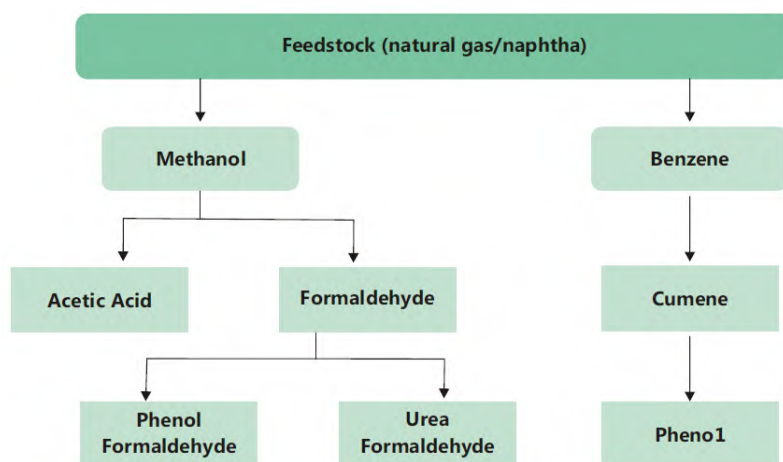 Feedstock (natural gas/naphtha)
Methanol
Benzene
Acetic Acid
Formaldehyde
Cumene
Phenol
Formaldehyde
Urea
Formaldehyde
Pheno1